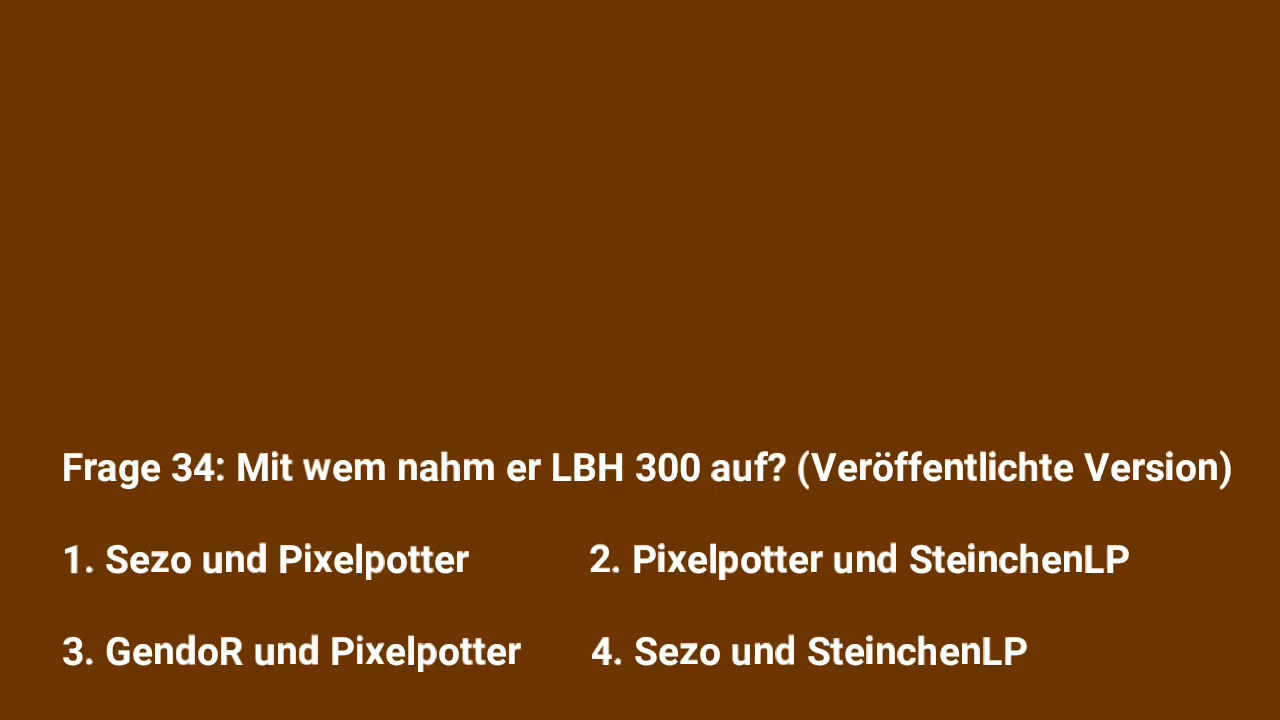 Frage 34: Mit wem nahm er LBH 300 auf? (Veröffentlichte Version)
1. Sezo und Pixelpotter 2. Pixelpotter und SteinchenLP
3. GendoR und Pixelpotter 4. Sezo und SteinchenLP